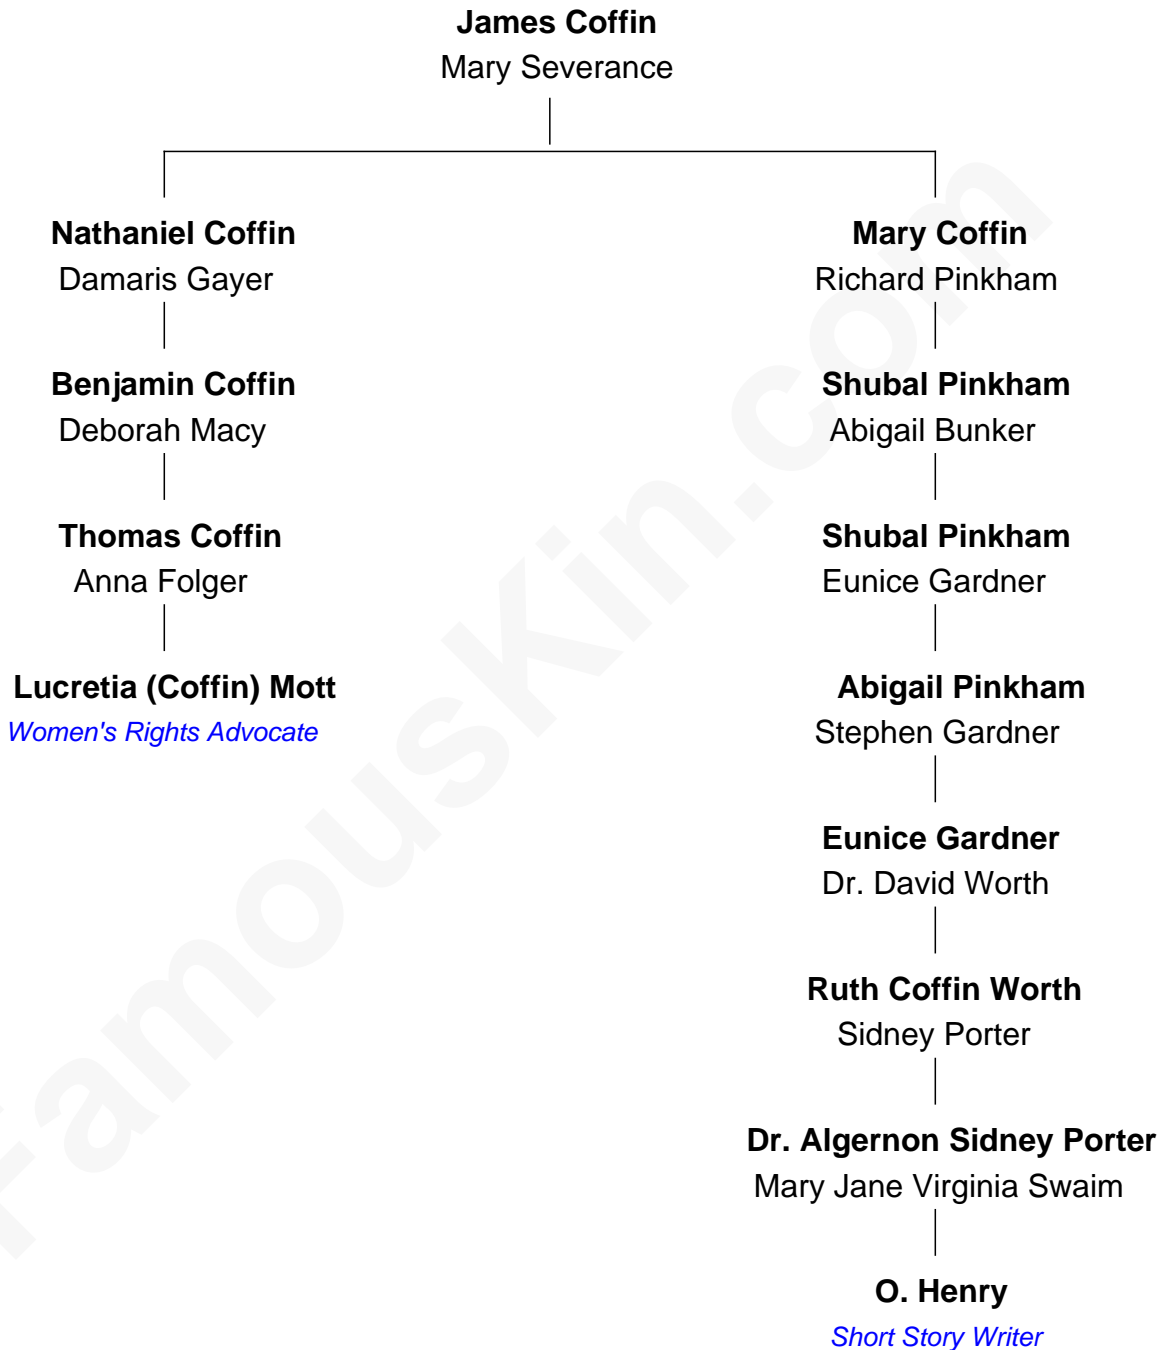 James Coffin
Mary Severance
Nathaniel Coffin
Damaris Gayer
Benjamin Coffin
Deborah Macy
Thomas Coffin
Anna Folger
Lucretia (Coffin) Mott
Women's Rights Advocate
Mary Coffin
Richard Pinkham
Shubal Pinkham
Abigail Bunker
Shubal Pinkham
Eunice Gardner
Abigail Pinkham
Stephen Gardner
Eunice Gardner
Dr. David Worth
Ruth Coffin Worth
Sidney Porter
Dr. Algernon Sidney Porter
Mary Jane Virginia Swaim
O. Henry
Short Story Writer
FamousKin.com